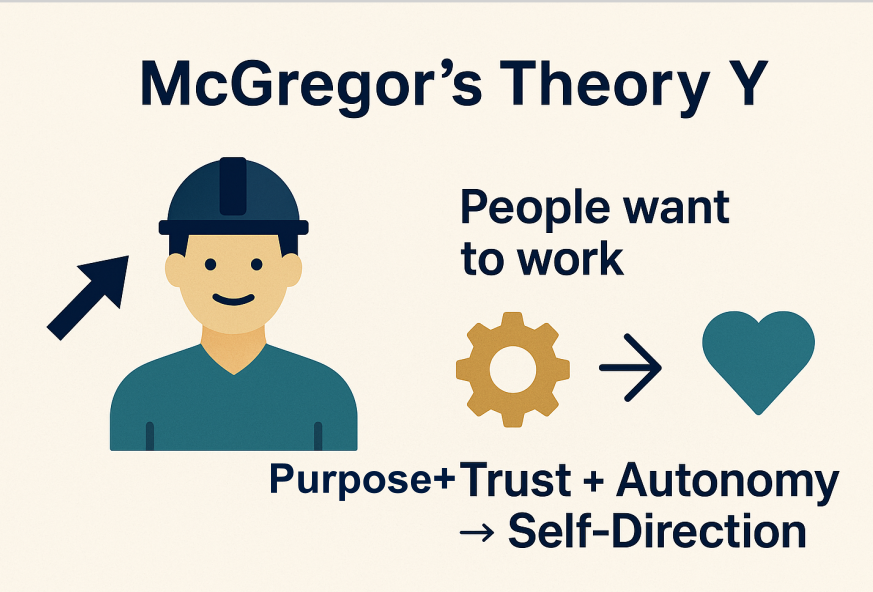 McGregor’s Theory Y
People want
to work
Purpose+Trust + Autonomy
→ Self-Direction